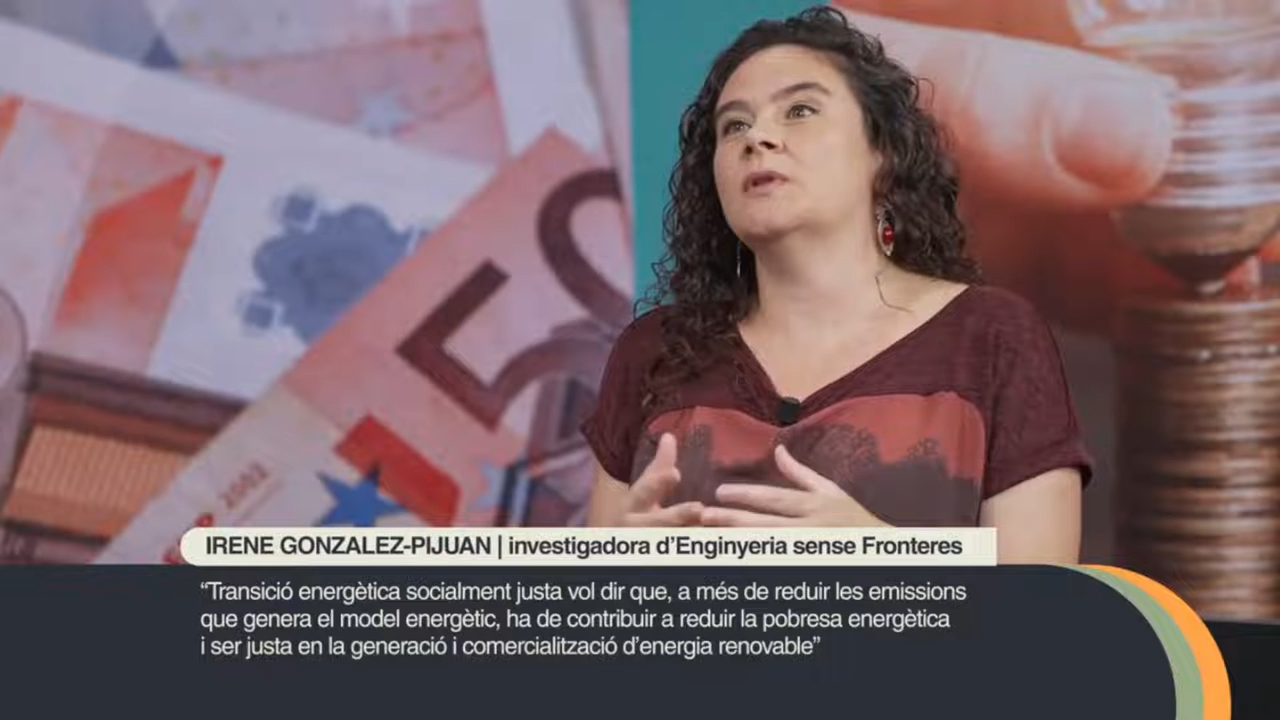 50
2002
IRENE GONZALEZ-PIJUAN | investigadora d’Enginyeria sense Fronteres
“Transició energètica socialment justa vol dir que, a més de reduir les emissions
que genera el model energètic, ha de contribuir a reduir la pobresa energètica
i ser justa en la generació i comercialització d’energia renovable”